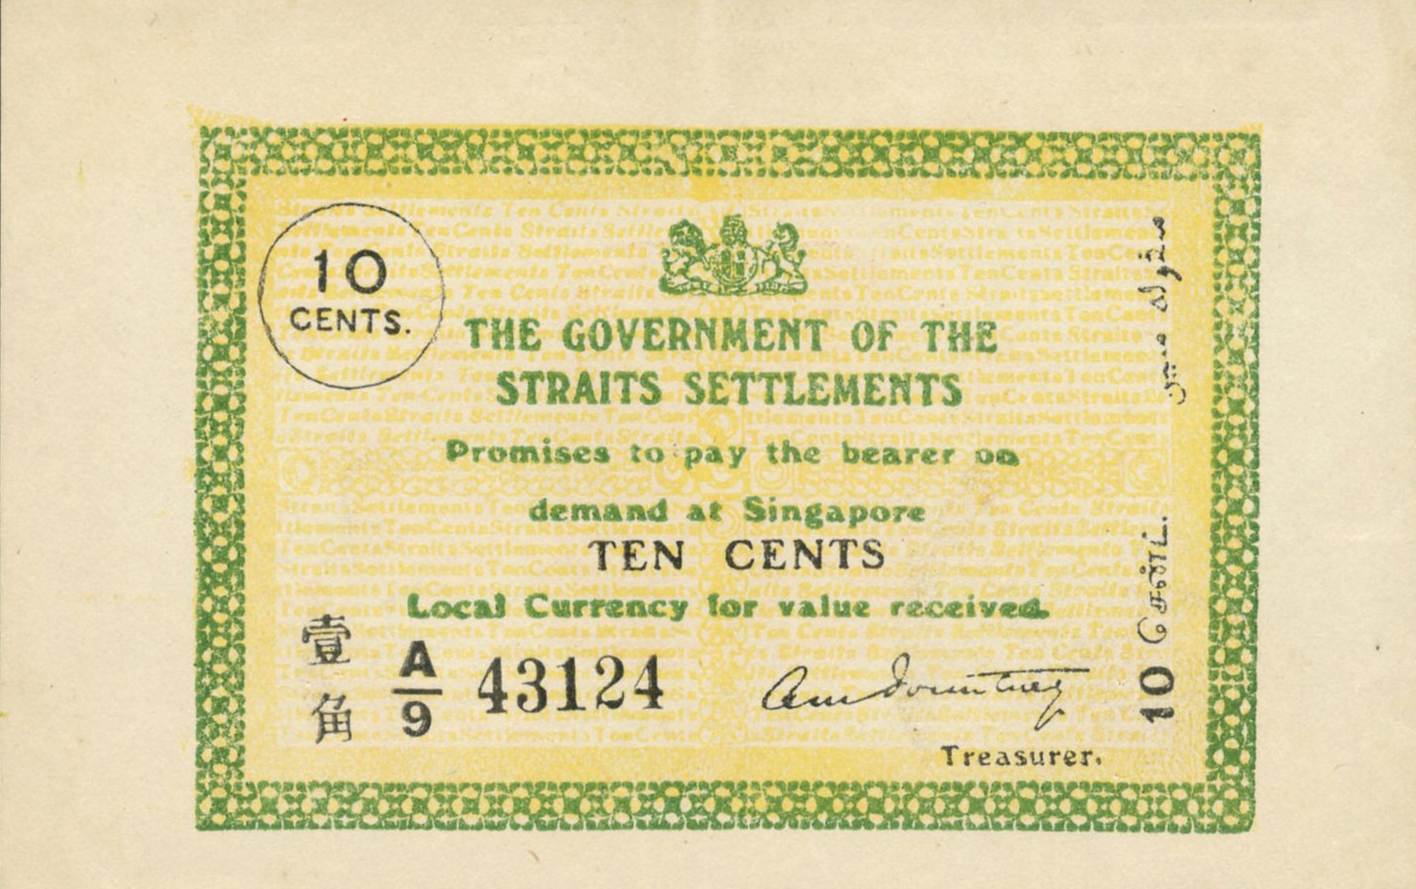 10
CENTS.
THE GOVERNMENT OF THE
STRAITS SETTLEMENTS
Promises to pay the bearer on
demand at Singapore
TEN CENTS
Local Currency for value received.
壹
角
A
9
43124
Treasurer.
10 சென்ட்.